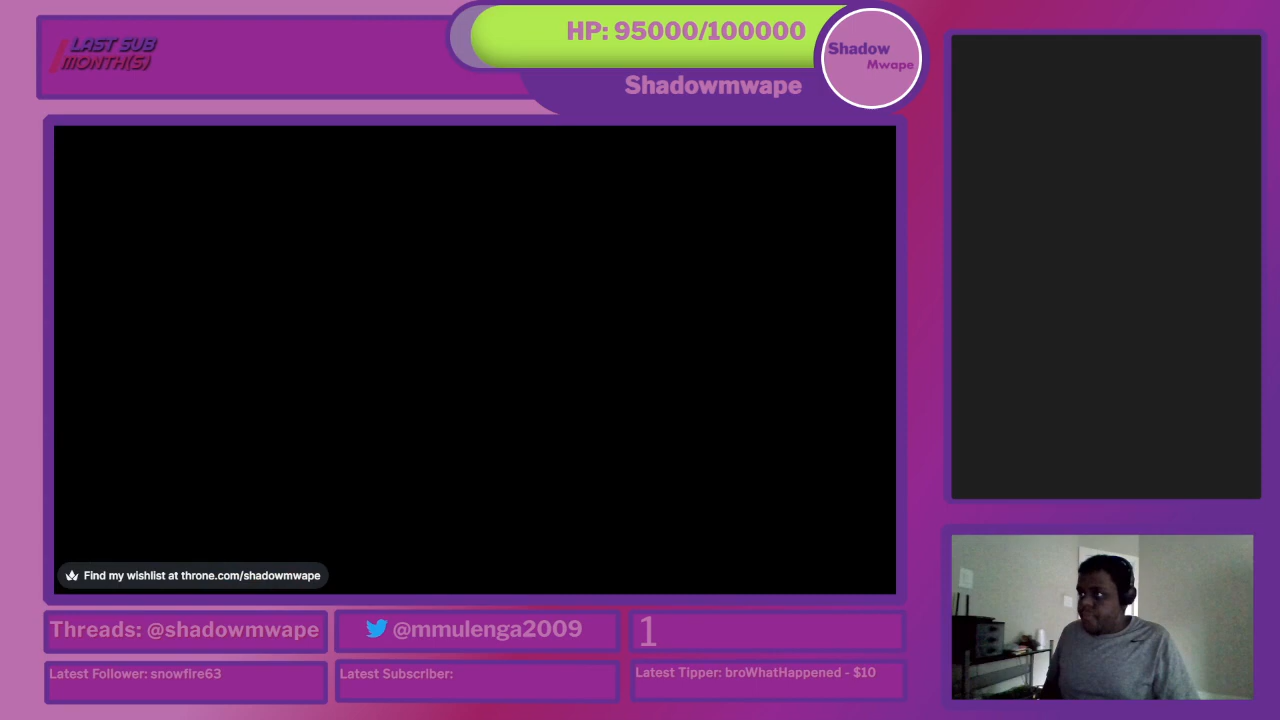 LAST SUB
MONTH(S)
HP: 95000/100000
Shadowmwape
Shadow
Mwape
Find my wishlist at throne.com/shadowmwape
Threads: @shadowmwape
@mmulenga2009
1
Latest Follower: snowfire63
Latest Subscriber:
Latest Tipper: broWhatHappened - $10